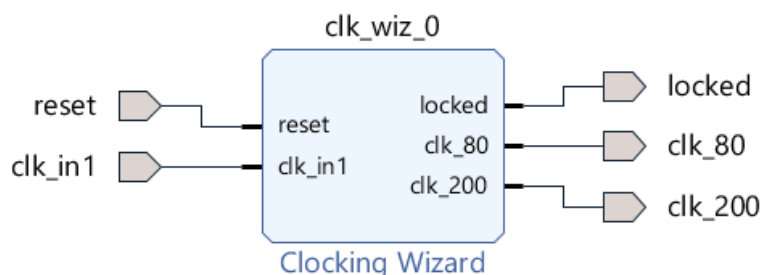 clk_wiz_0
reset
clk_in1
reset
clk_in1
locked
clk_80
clk_200
locked
clk_80
clk_200
Clocking Wizard